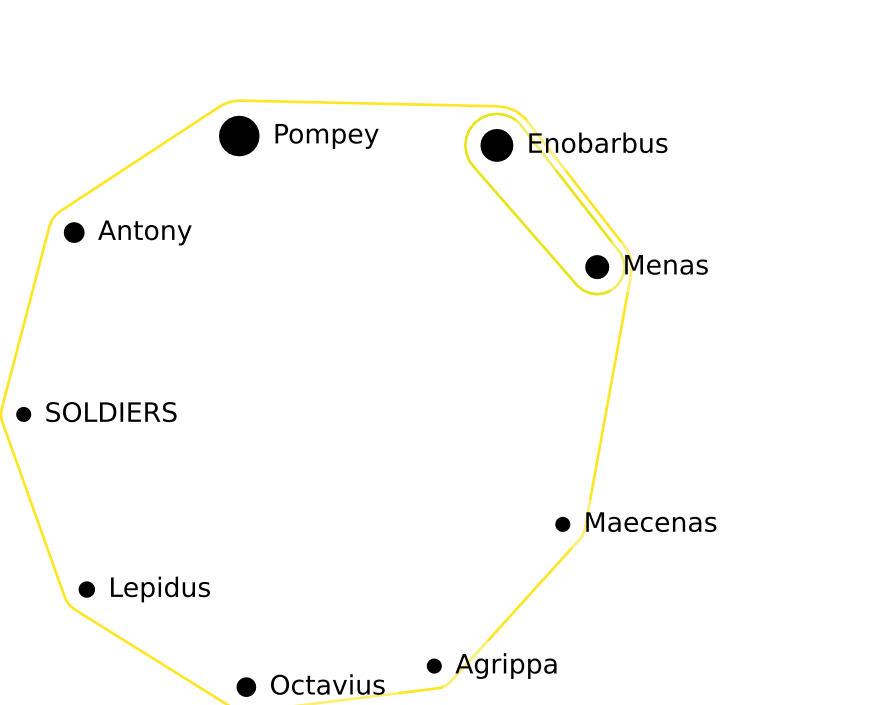 Pompey
Enobarbus
Antony
Menas
SOLDIERS
Maecenas
Lepidus
Agrippa
Octavius